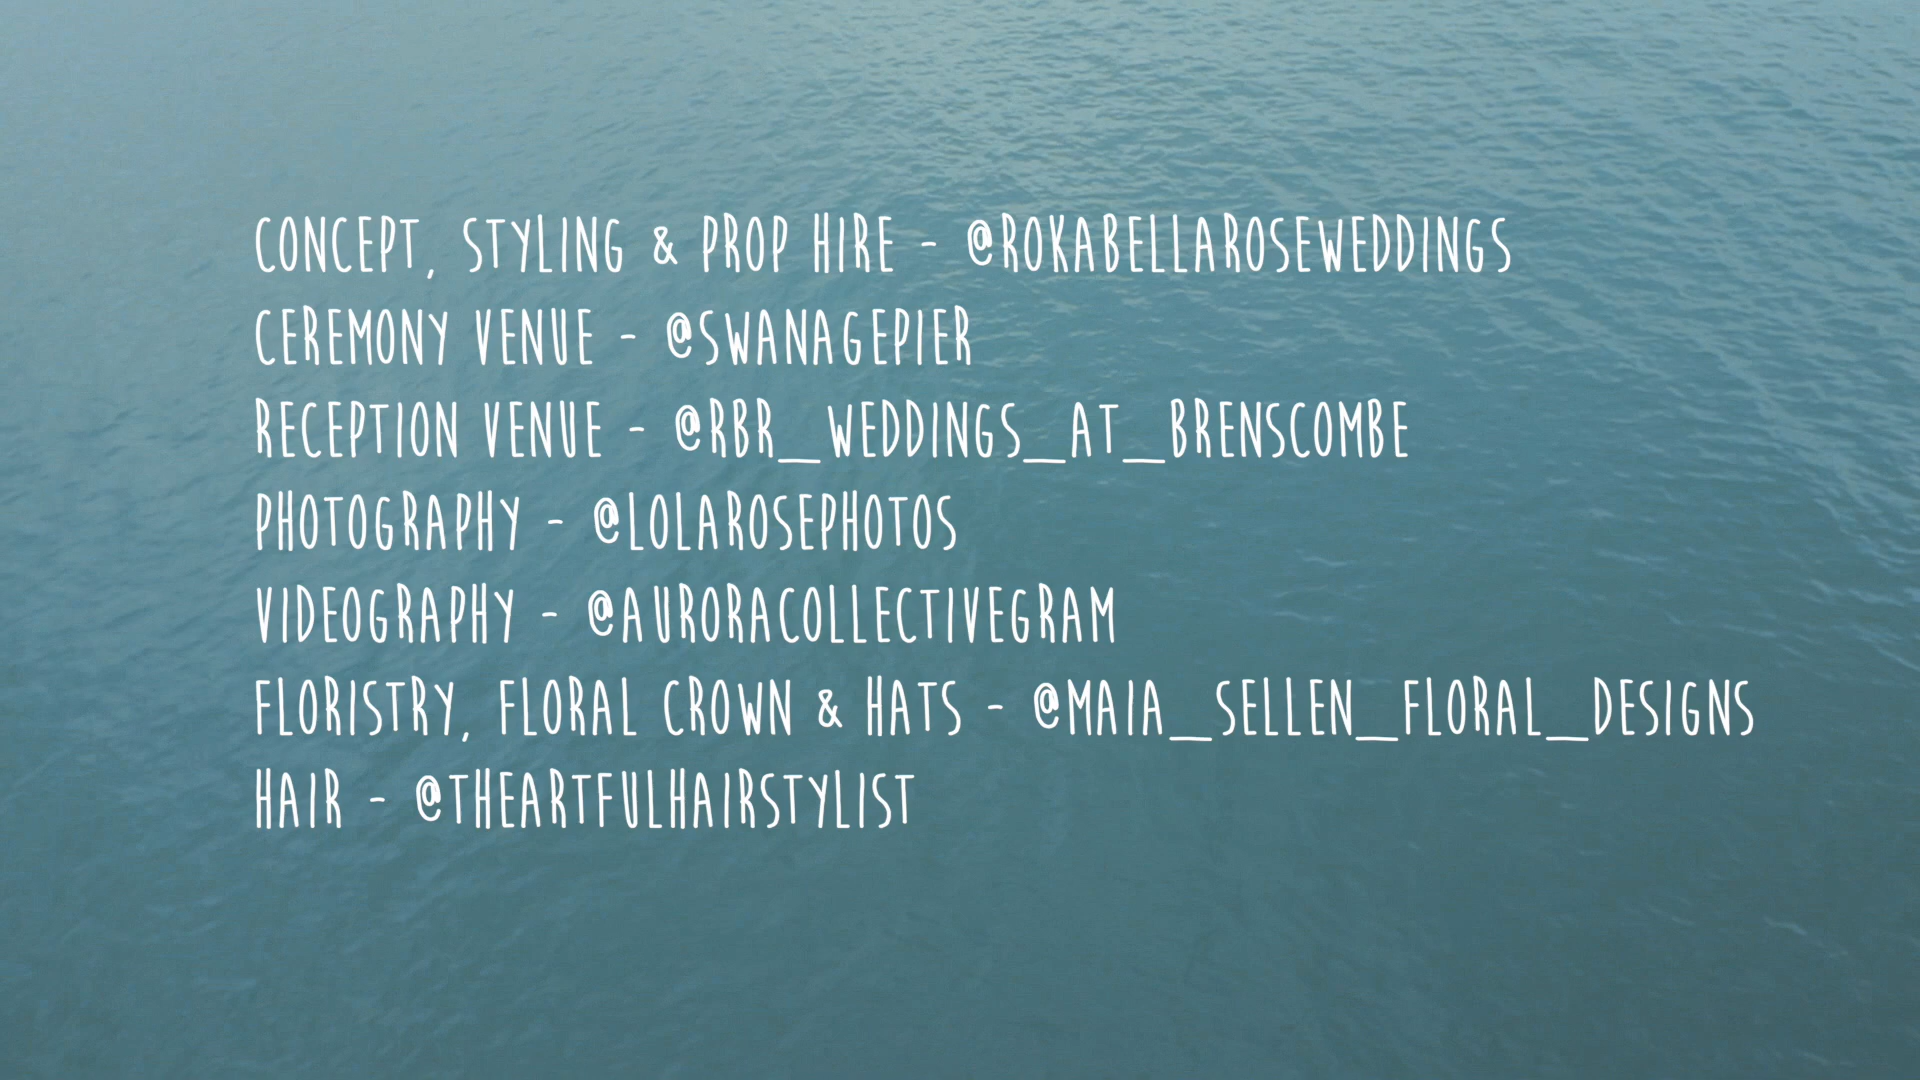 CONCEPT, STYLING & PROP HIRE - @ROKABELLAROSEWEDDINGS
CEREMONY VENUE - @SWANAGEPIER
RECEPTION VENUE - @RBR_WEDDINGS_AT_BRENSCOMBE
PHOTOGRAPHY - @LOLAROSEPHOTOS
VIDEOGRAPHY - @AURORACOLLECTIVEGRAM
FLORISTRY, FLORAL CROWN & HATS - @MAIA_SELLEN_FLORAL_DESIGNS
HAIR - @THEARTFULHAIRSTYLIST